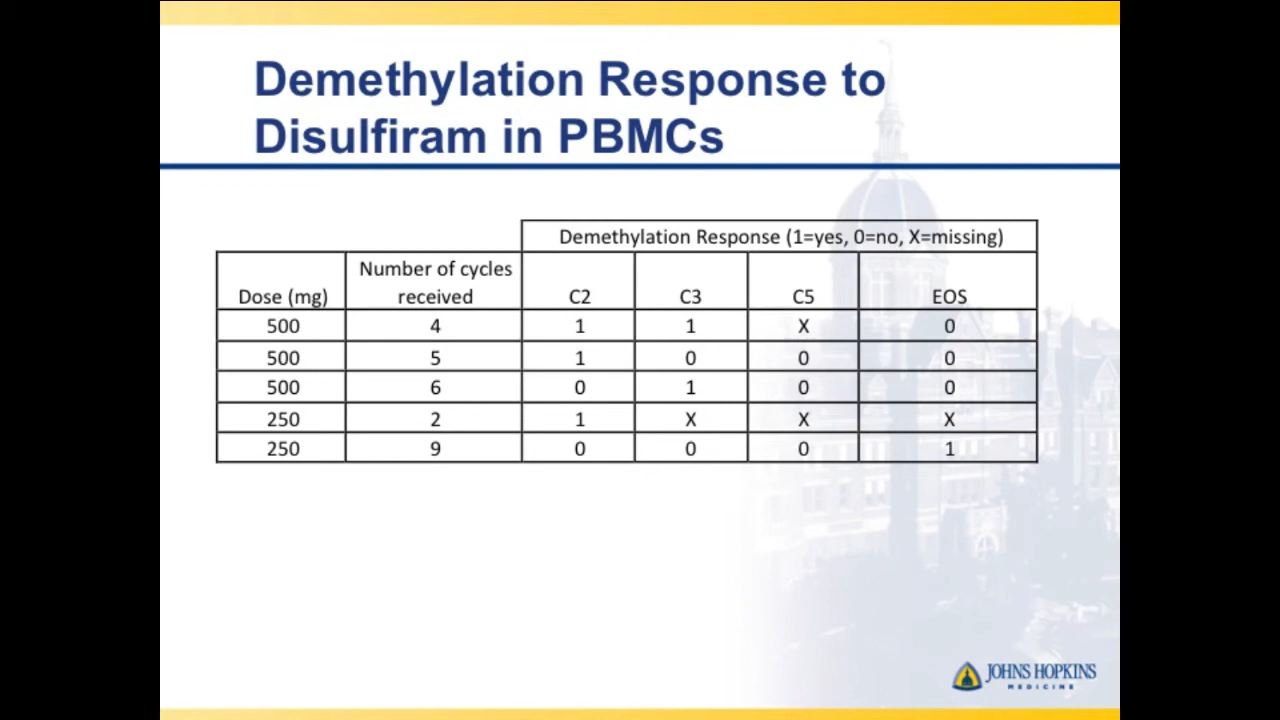 Demethylation Response to
Disulfiram in PBMCs
Demethylation Response (1=yes, 0=no, X=missing)
Number of cycles
Dose (mg) received C2 C3 C5 EOS
500 4 1 1 X 0
500 5 1 0 0 0
500 6 0 1 0 0
250 2 1 X X X
250 9 0 0 0 1
JOHNS HOPKINS
MEDICINE